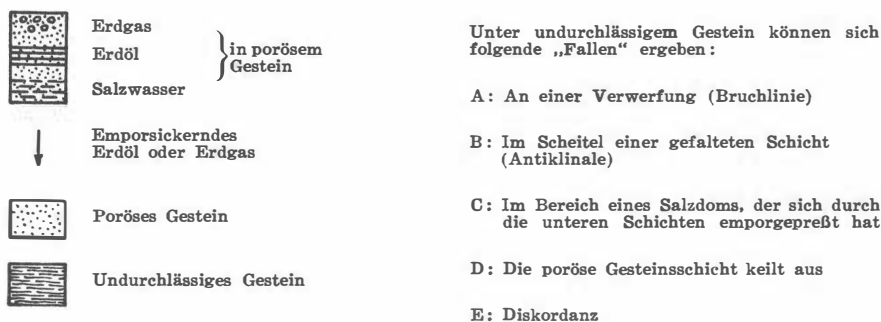 Erdgas
Erdöl
in porösem
Gestein
Salzwasser
Emporsickerndes
Erdöl oder Erdgas
Poröses Gestein
Undurchlässiges Gestein
Unter undurchlässigem Gestein können sich
folgende „Fallen“ ergeben:
A: An einer Verwerfung (Bruchlinie)
B: Im Scheitel einer gefalteten Schicht
(Antiklinale)
C: Im Bereich eines Salzdoms, der sich durch
die unteren Schichten emporgepreßt hat
D: Die poröse Gesteinsschicht keilt aus
E: Diskordanz